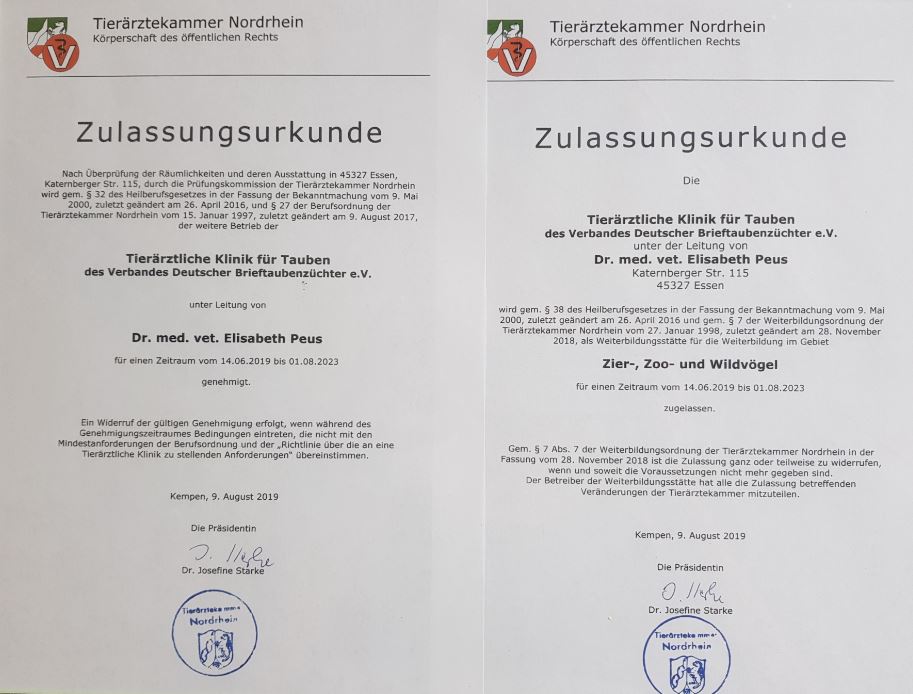 Tierärztekammer Nordrhein
Körperschaft des öffentlichen Rechts
Zulassungsurkunde
Nach Überprüfung der Räumlichkeiten und deren Ausstattung in 45327 Essen,
Katernberger Str. 115, durch die Prüfungskommission der Tierärztekammer Nordrhein
wird gem. § 32 des Heilberufsgesetzes in der Fassung der Bekanntmachung vom 9. Mai
2000, zuletzt geändert am 26. April 2016, und § 27 der Berufsordnung der
Tierärztekammer Nordrhein vom 15. Januar 1997, zuletzt geändert am 9. August 2017,
der weitere Betrieb der
Tierärztliche Klinik für Tauben
des Verbandes Deutscher Brieftaubenzüchter e.V.
unter Leitung von
Dr. med. vet. Elisabeth Peus
für einen Zeitraum vom 14.06.2019 bis 01.08.2023
genehmigt.
Ein Widerruf der gültigen Genehmigung erfolgt, wenn während des
Genehmigungszeitraumes Bedingungen eintreten, die nicht mit den
Mindestanforderungen der Berufsordnung und der „Richtlinie über die an eine
Tierärztliche Klinik zu stellenden Anforderungen" übereinstimmen.
Kempen, 9. August 2019
Die Präsidentin
Dr. Josefine Starke
Tierärztekammer
Nordrhein
Tierärztekammer Nordrhein
Körperschaft des öffentlichen Rechts
Zulassungsurkunde
Die
Tierärztliche Klinik für Tauben
des Verbandes Deutscher Brieftaubenzüchter e.V.
unter der Leitung von
Dr. med. vet. Elisabeth Peus
Katernberger Str. 115
45327 Essen
wird gem. § 38 des Heilberufsgesetzes in der Fassung der Bekanntmachung vom 9. Mai
2000, zuletzt geändert am 26. April 2016 und gem. § 7 der Weiterbildungsordnung der
Tierärztekammer Nordrhein vom 27. Januar 1998, zuletzt geändert am 28. November
2018, als Weiterbildungsstätte für die Weiterbildung im Gebiet
Zier-, Zoo- und Wildvögel
für einen Zeitraum vom 14.06.2019 bis 01.08.2023
zugelassen.
Gem. § 7 Abs. 7 der Weiterbildungsordnung der Tierärztekammer Nordrhein in der
Fassung vom 28. November 2018 ist die Zulassung ganz oder teilweise zu widerrufen,
wenn und soweit die Voraussetzungen nicht mehr gegeben sind.
Der Betreiber der Weiterbildungsstätte hat alle die Zulassung betreffenden
Veränderungen der Tierärztekammer mitzuteilen.
Kempen, 9. August 2019
Die Präsidentin
Dr. Josefine Starke
Tierärztekammer
Nordrhein